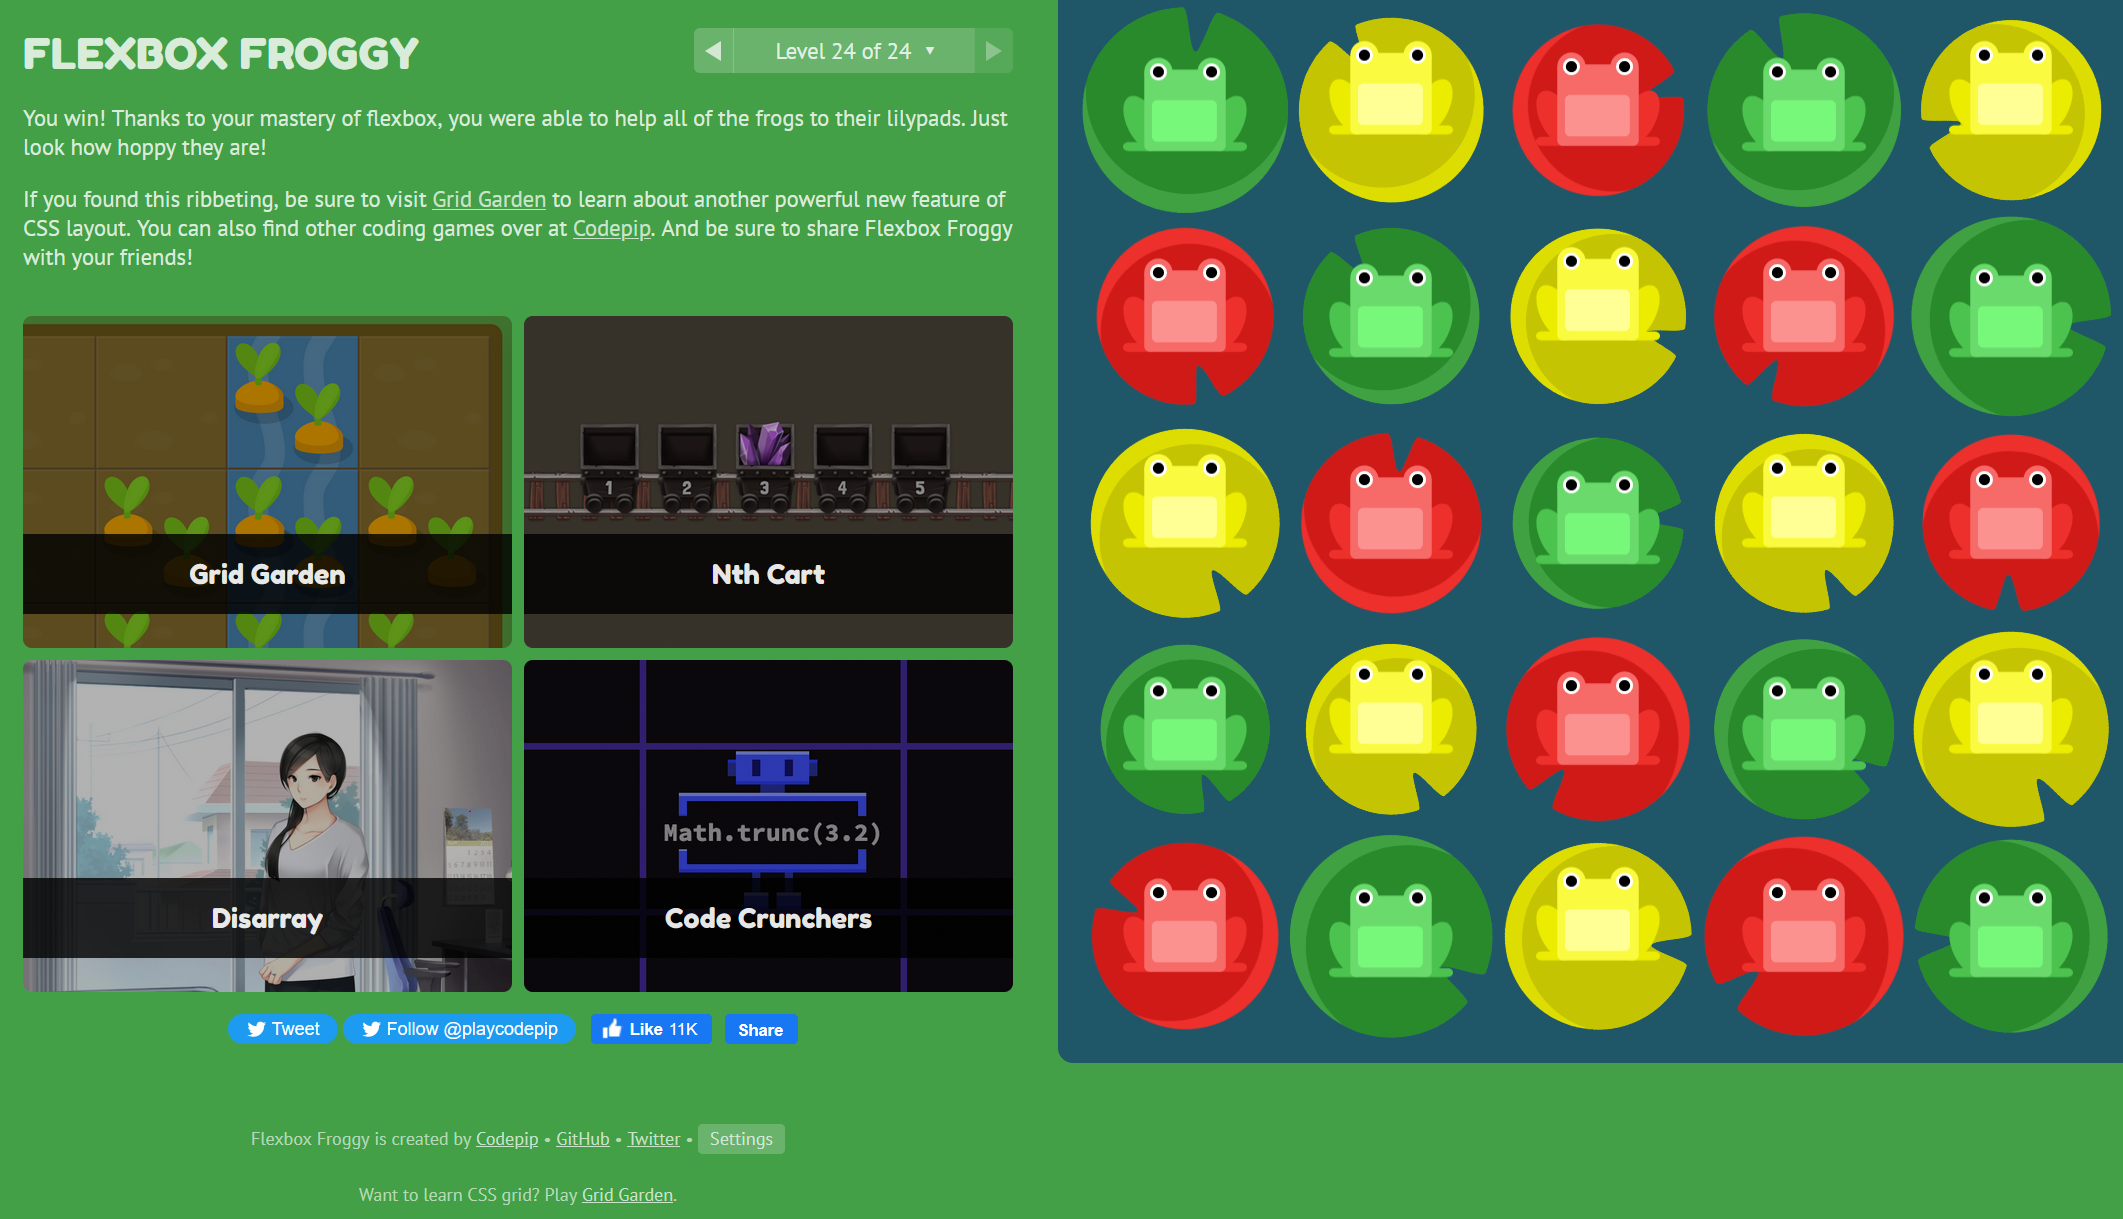 FLEXBOX FROGGY
Level 24 of 24 ▼
You win! Thanks to your mastery of flexbox, you were able to help all of the frogs to their lilypads. Just
look how hoppy they are!
If you found this ribbeting, be sure to visit Grid Garden to learn about another powerful new feature of
CSS layout. You can also find other coding games over at Codepip. And be sure to share Flexbox Froggy
with your friends!
Grid Garden
1 2 3 4 5
Nth Cart
Disarray
Math.trunc(3.2)
Code Crunchers
Tweet
Follow @playcodepip
Like 11K
Share
Flexbox Froggy is created by Codepip • GitHub • Twitter • Settings
Want to learn CSS grid? Play Grid Garden.